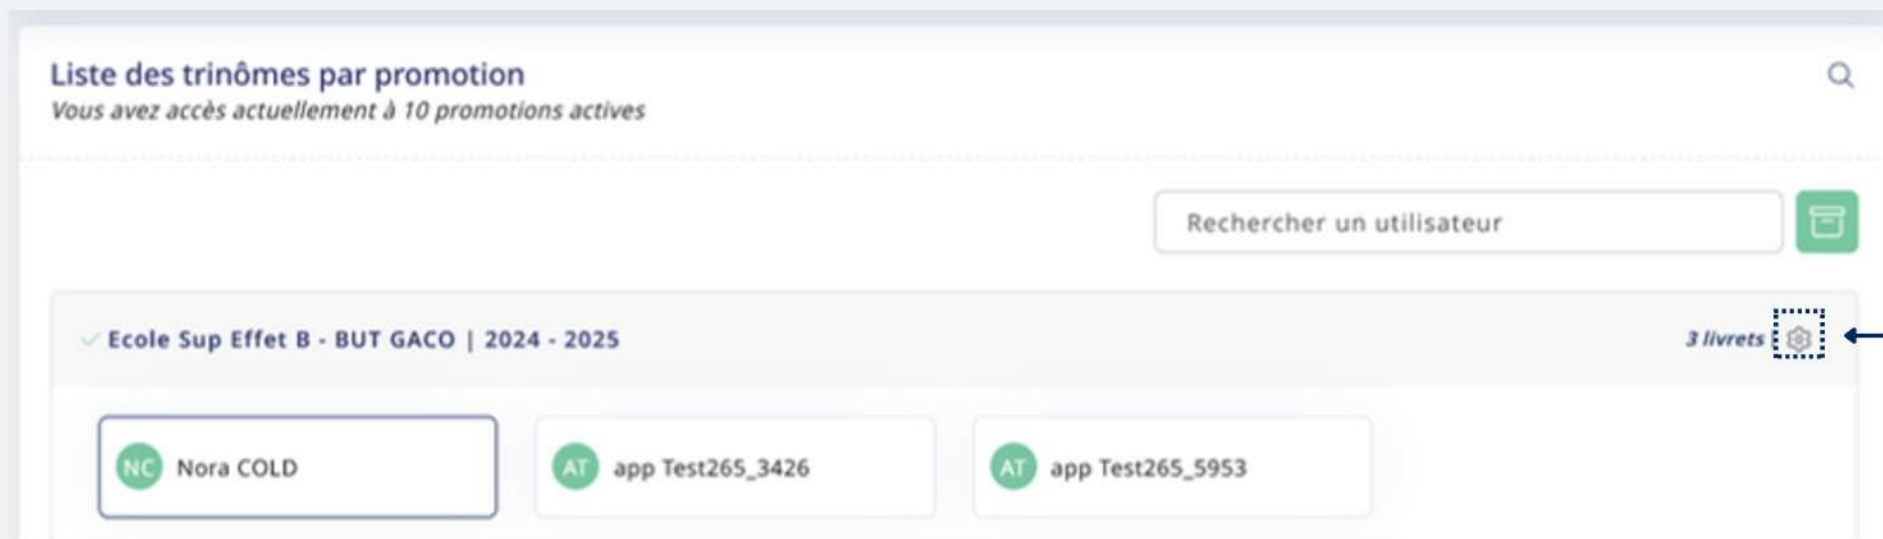 Liste des trinômes par promotion
Vous avez accès actuellement à 10 promotions actives
Rechercher un utilisateur
Ecole Sup Effet B - BUT GACO | 2024 - 2025
3 livrets
NC Nora COLD
AT app Test265_3426
AT app Test265_5953